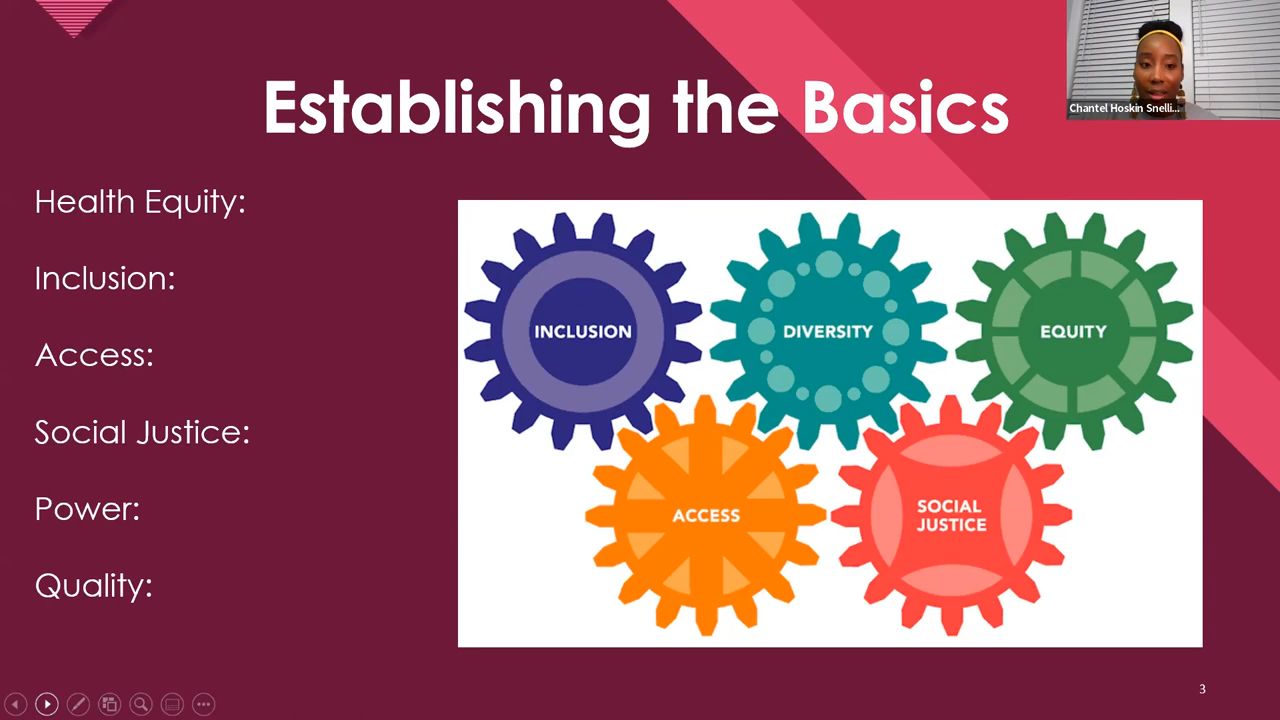 Establishing the Basics
Chantel Hoskin Snelli...
Health Equity:
Inclusion:
Access:
Social Justice:
Power:
Quality:
INCLUSION
DIVERSITY
EQUITY
ACCESS
SOCIAL
JUSTICE
3